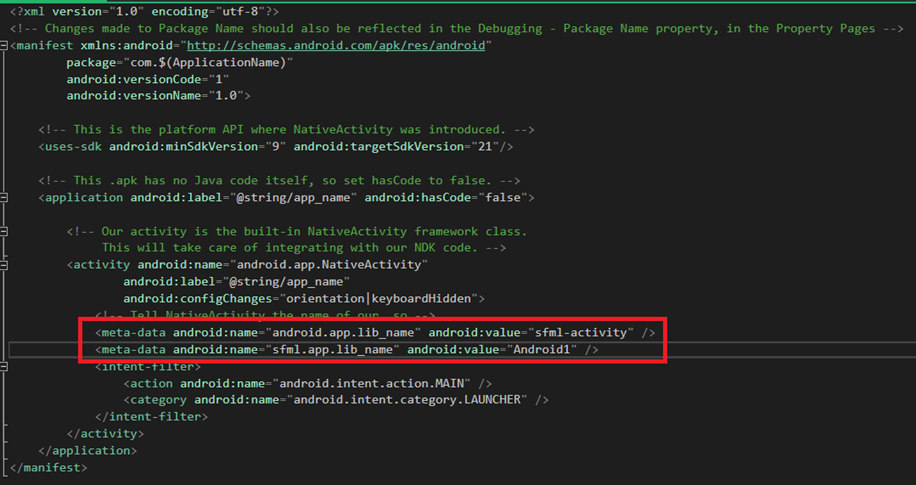 <?xml version="1.0" encoding="utf-8"?>
<!-- Changes made to Package Name should also be reflected in the Debugging - Package Name property, in the Property Pages -->
<manifest xmlns:android="http://schemas.android.com/apk/res/android"
package="com.$(ApplicationName)"
android:versionCode="1"
android:versionName="1.0">
<!-- This is the platform API where NativeActivity was introduced. -->
<uses-sdk android:minSdkVersion="9" android:targetSdkVersion="21"/>
<!-- This .apk has no Java code itself, so set hasCode to false. -->
<application android:label="@string/app_name" android:hasCode="false">
<!-- Our activity is the built-in NativeActivity framework class.
This will take care of integrating with our NDK code. -->
<activity android:name="android.app.NativeActivity"
android:label="@string/app_name"
android:configChanges="orientation|keyboardHidden">
<!-- Tell NativeActivity the name of our .so -->
<meta-data android:name="android.app.lib_name" android:value="sfml-activity" />
<meta-data android:name="sfml.app.lib_name" android:value="Android1" />
<intent-filter>
<action android:name="android.intent.action.MAIN" />
<category android:name="android.intent.category.LAUNCHER" />
</intent-filter>
</activity>
</application>
</manifest>